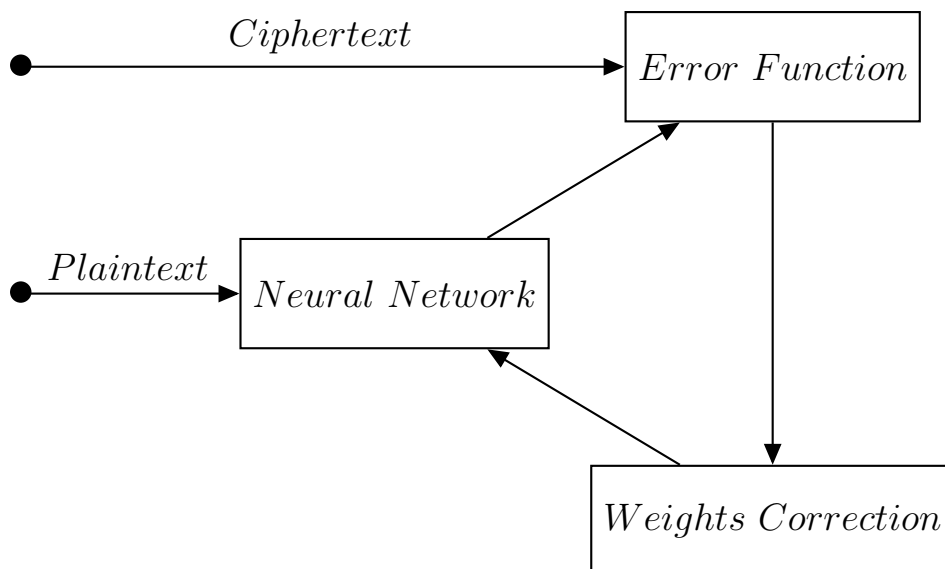 Ciphertext
Error Function
Plaintext
Neural Network
Weights Correction